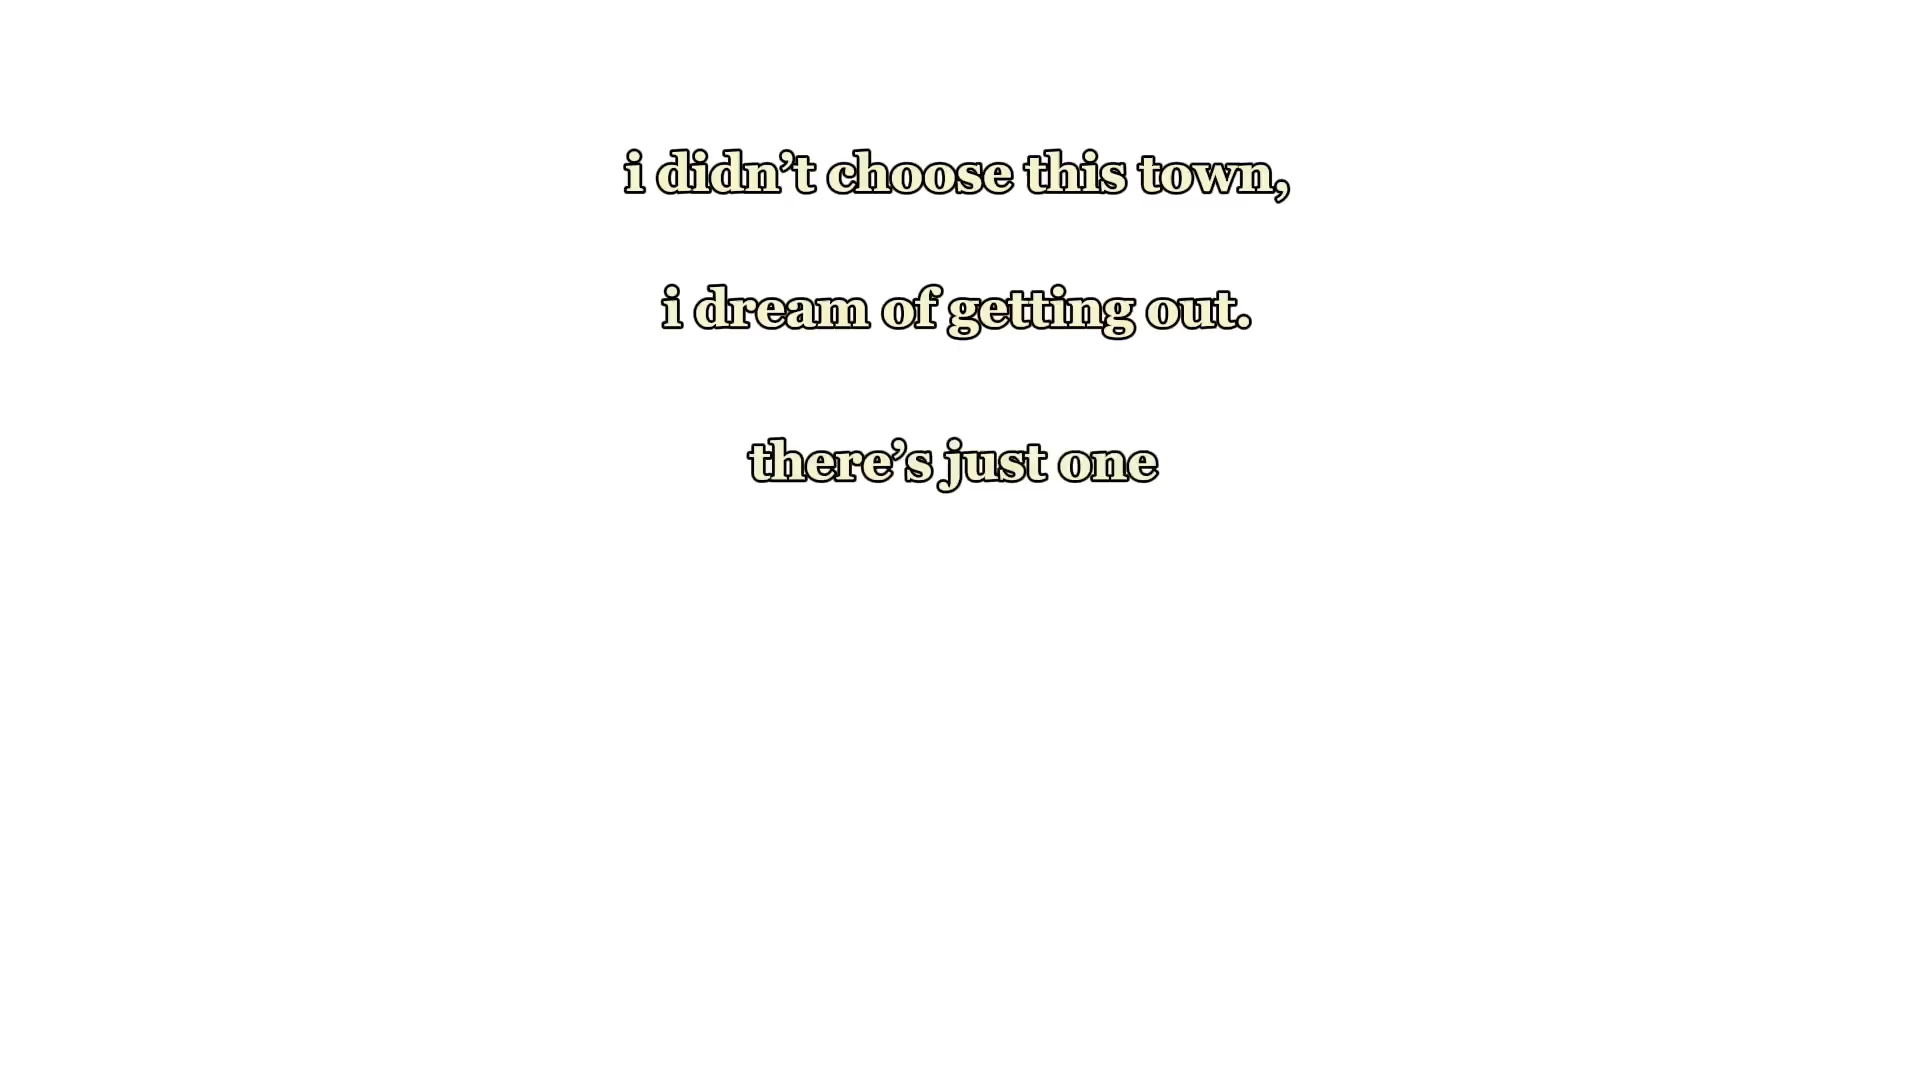 i didn’t choose this town,
i dream of getting out.
there’s just one